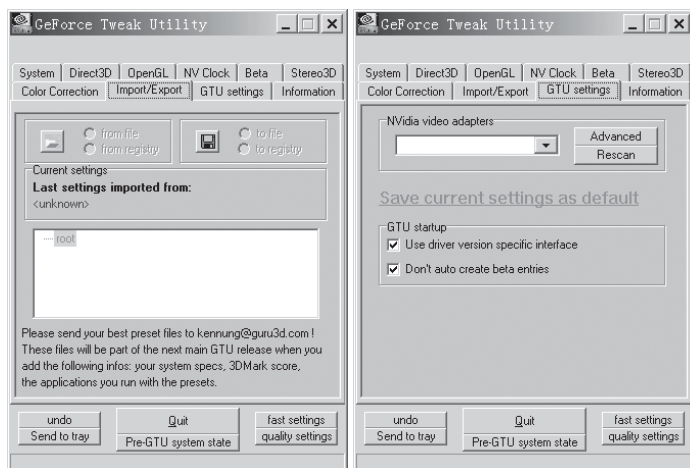 GeForce Tweak Utility
System Direct3D OpenGL NV Clock Beta Stereo3D
Color Correction Import/Export GTU settings Information
from file
from registry
to file
to registry
Current settings
Last settings imported from:
<unknown>
root
Please send your best preset files to kennung@guru3d.com !
These files will be part of the next main GTU release when you
add the following infos: your system specs, 3DMark score,
the applications you run with the presets.
undo
Send to tray
Quit
Pre-GTU system state
fast settings
quality settings
GeForce Tweak Utility
System Direct3D OpenGL NV Clock Beta Stereo3D
Color Correction Import/Export GTU settings Information
NVidia video adapters
Advanced
Rescan
Save current settings as default
GTU startup
Use driver version specific interface
Don't auto create beta entries
undo
Send to tray
Quit
Pre-GTU system state
fast settings
quality settings